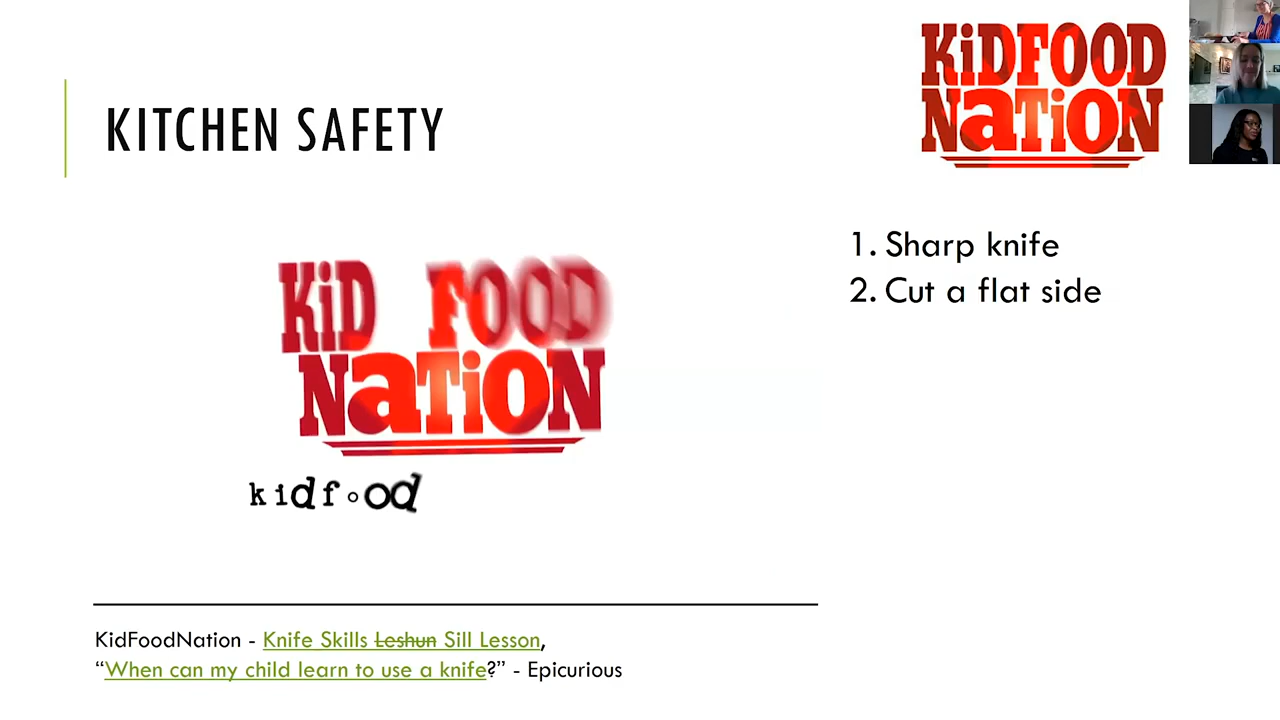 KiDFOOD
NaTiON
KITCHEN SAFETY
1. Sharp knife
2. Cut a flat side
KiD FOOD
NaTiON
kidfood
KidFoodNation - Knife Skills Leshun Sill Lesson,
“When can my child learn to use a knife?” - Epicurious